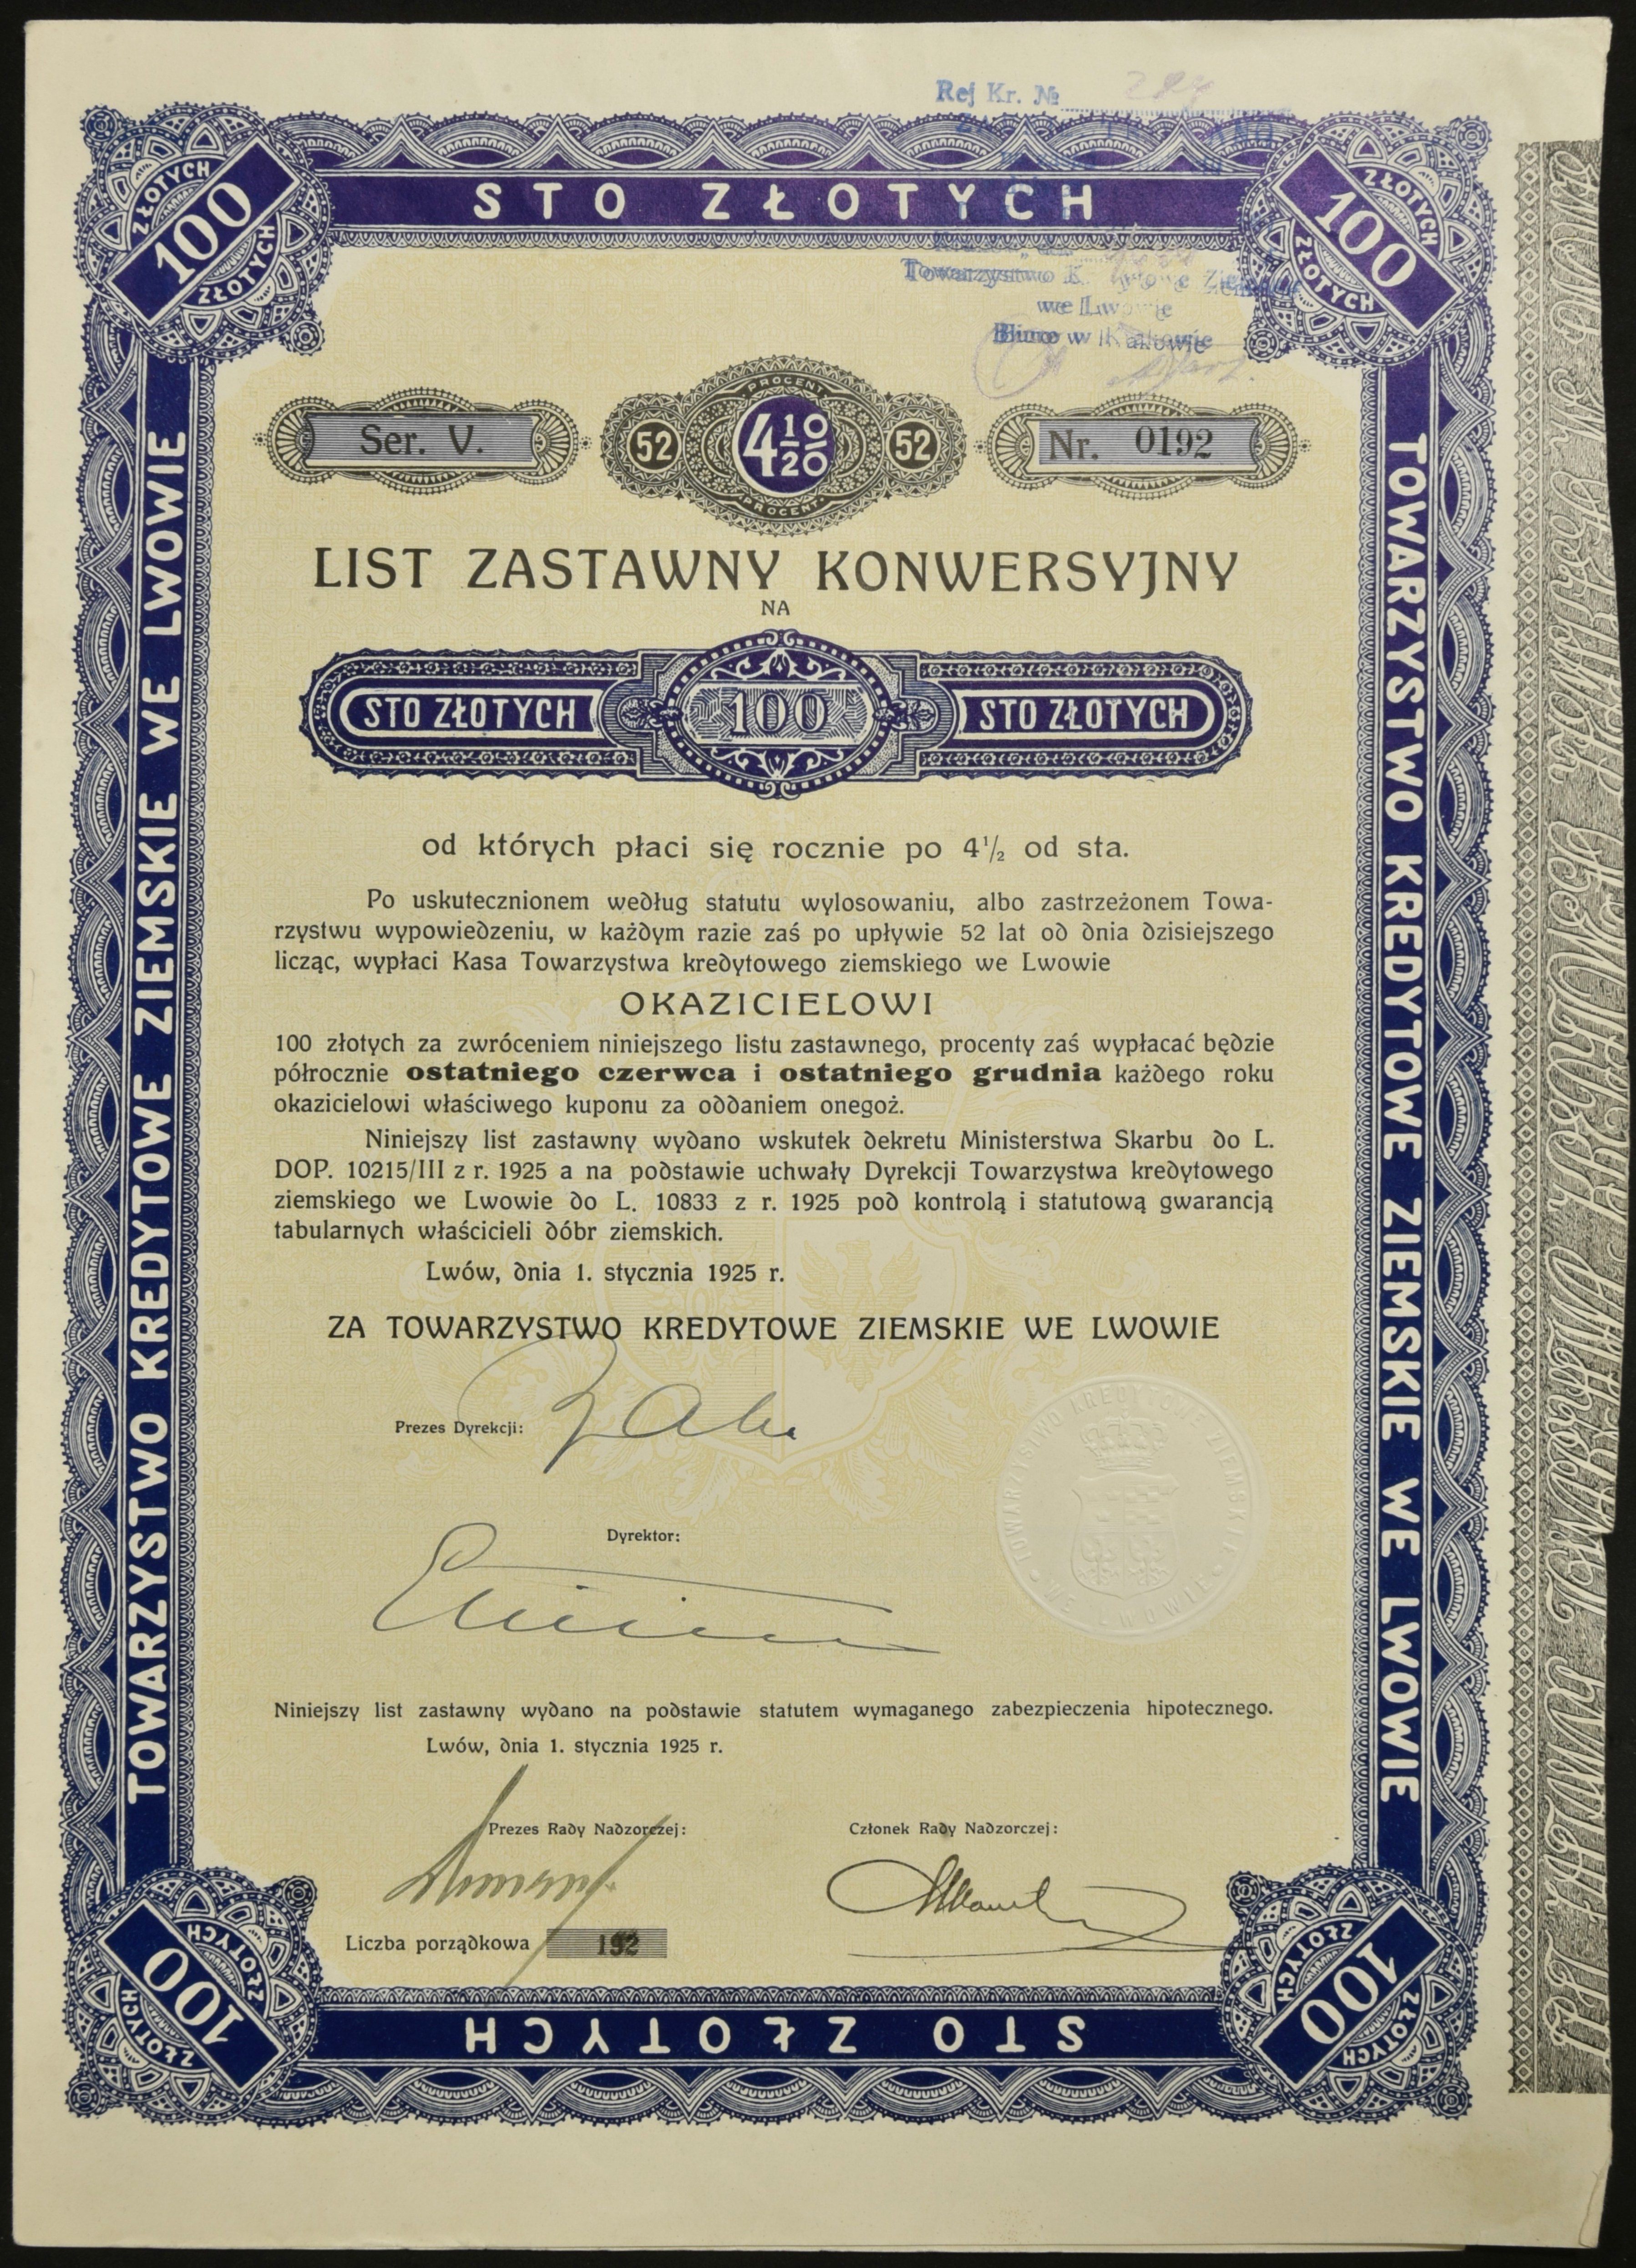 Rej Kr. №
STO ZŁOTYCH
ZŁOTYCH 100 ZŁOTYCH
ZŁOTYCH 100 ZŁOTYCH
Towarzystwo
we Lwowie
Biuro w Krakowie
Ser. V.
PROCENT
52 4 10/20 52
PROCENT
Nr. 0192
LIST ZASTAWNY KONWERSYJNY
NA
STO ZŁOTYCH 100 STO ZŁOTYCH
od których płaci się rocznie po 4½ od sta.
Po uskutecznionem według statutu wylosowaniu, albo zastrzeżonem Towa-
rzystwu wypowiedzeniu, w każdym razie zaś po upływie 52 lat od dnia dzisiejszego
licząc, wypłaci Kasa Towarzystwa kredytowego ziemskiego we Lwowie
OKAZICIELOWI
100 złotych za zwróceniem niniejszego listu zastawnego, procenty zaś wypłacać będzie
półrocznie ostatniego czerwca i ostatniego grudnia każdego roku
okazicielowi właściwego kuponu za oddaniem onegoż.
Niniejszy list zastawny wydano wskutek dekretu Ministerstwa Skarbu do L.
DOP. 10215/III z r. 1925 a na podstawie uchwały Dyrekcji Towarzystwa kredytowego
ziemskiego we Lwowie do L. 10833 z r. 1925 pod kontrolą i statutową gwarancją
tabularnych właścicieli dóbr ziemskich.
Lwów, dnia 1. stycznia 1925 r.
ZA TOWARZYSTWO KREDYTOWE ZIEMSKIE WE LWOWIE
Prezes Dyrekcji:
TOWARZYSTWO KREDYTOWE ZIEMSKIE
WE LWOWIE
Dyrektor:
Niniejszy list zastawny wydano na podstawie statutem wymaganego zabezpieczenia hipotecznego.
Lwów, dnia 1. stycznia 1925 r.
Prezes Rady Nadzorczej:
Członek Rady Nadzorczej:
Liczba porządkowa 192
TOWARZYSTWO KREDYTOWE ZIEMSKIE WE LWOWIE
TOWARZYSTWO KREDYTOWE ZIEMSKIE WE LWOWIE
ZŁOTYCH 100 ZŁOTYCH
STO ZŁOTYCH
ZŁOTYCH 100 ZŁOTYCH